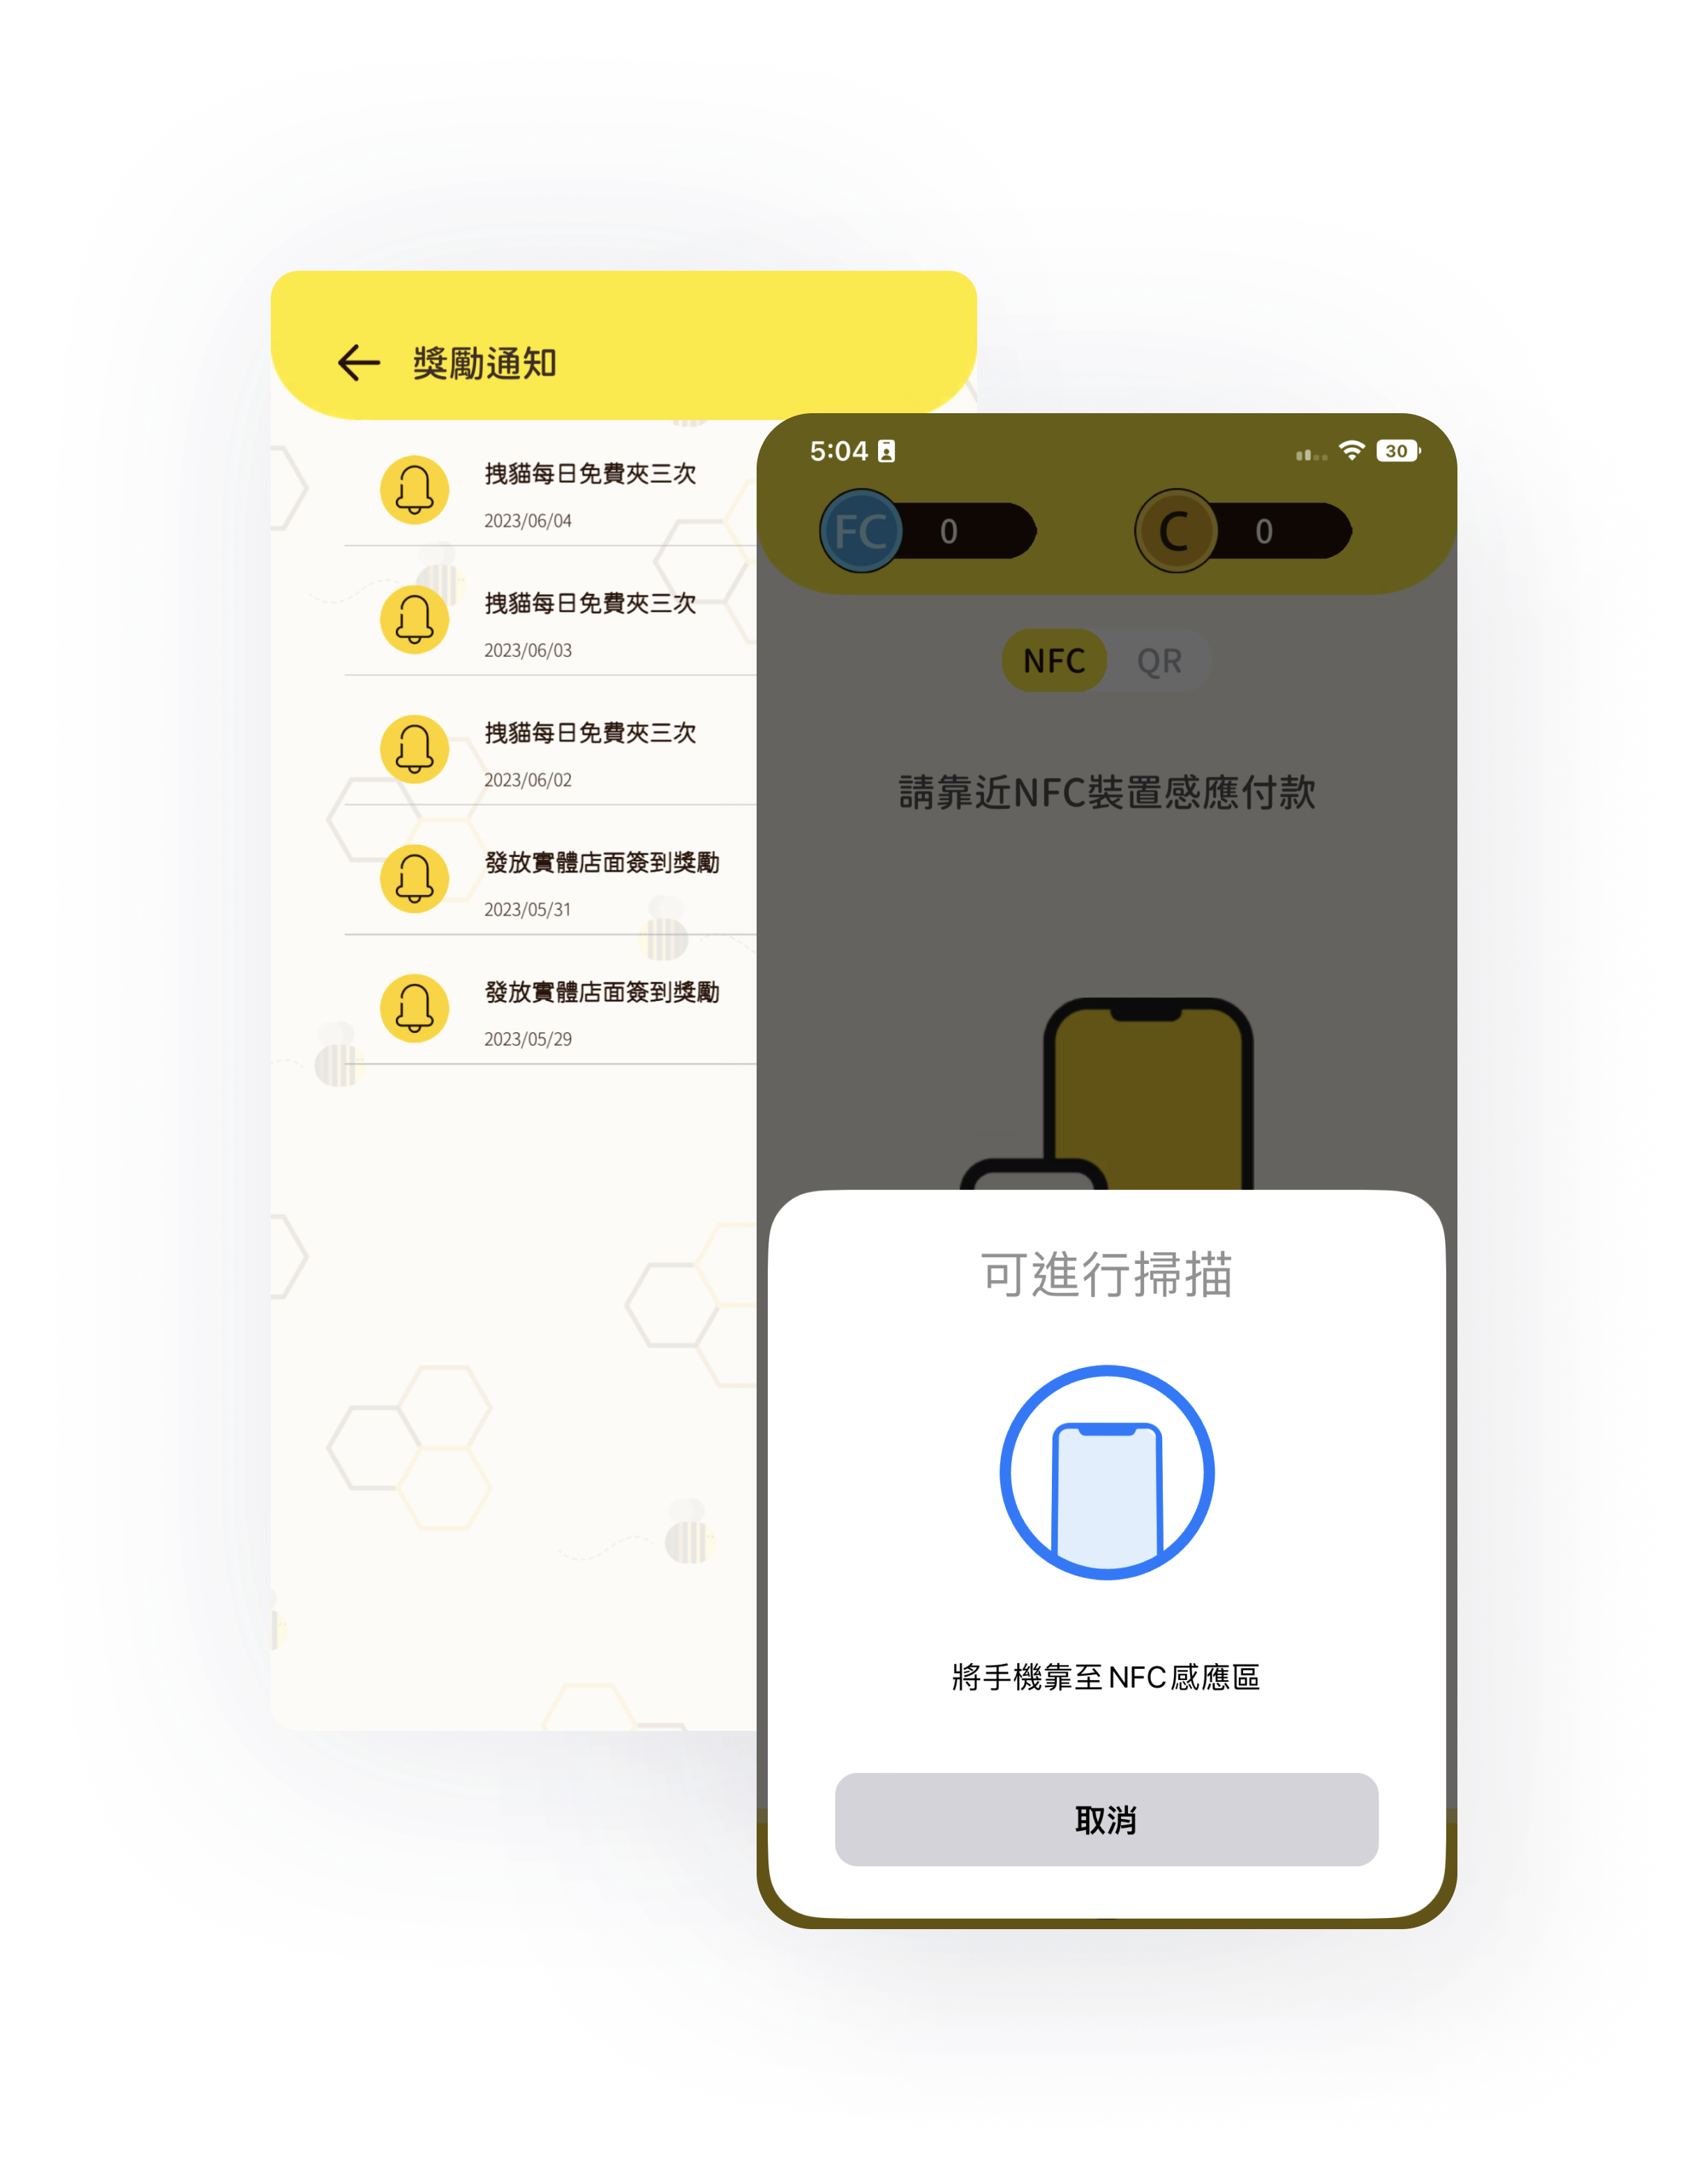 獎勵通知
拽貓每日免費夾三次
2023/06/04
拽貓每日免費夾三次
2023/06/03
拽貓每日免費夾三次
2023/06/02
發放實體店面簽到獎勵
2023/05/31
發放實體店面簽到獎勵
2023/05/29
5:04 30
FC 0 C 0
NFC QR
請靠近NFC裝置感應付款
可進行掃描
將手機靠至 NFC 感應區
取消